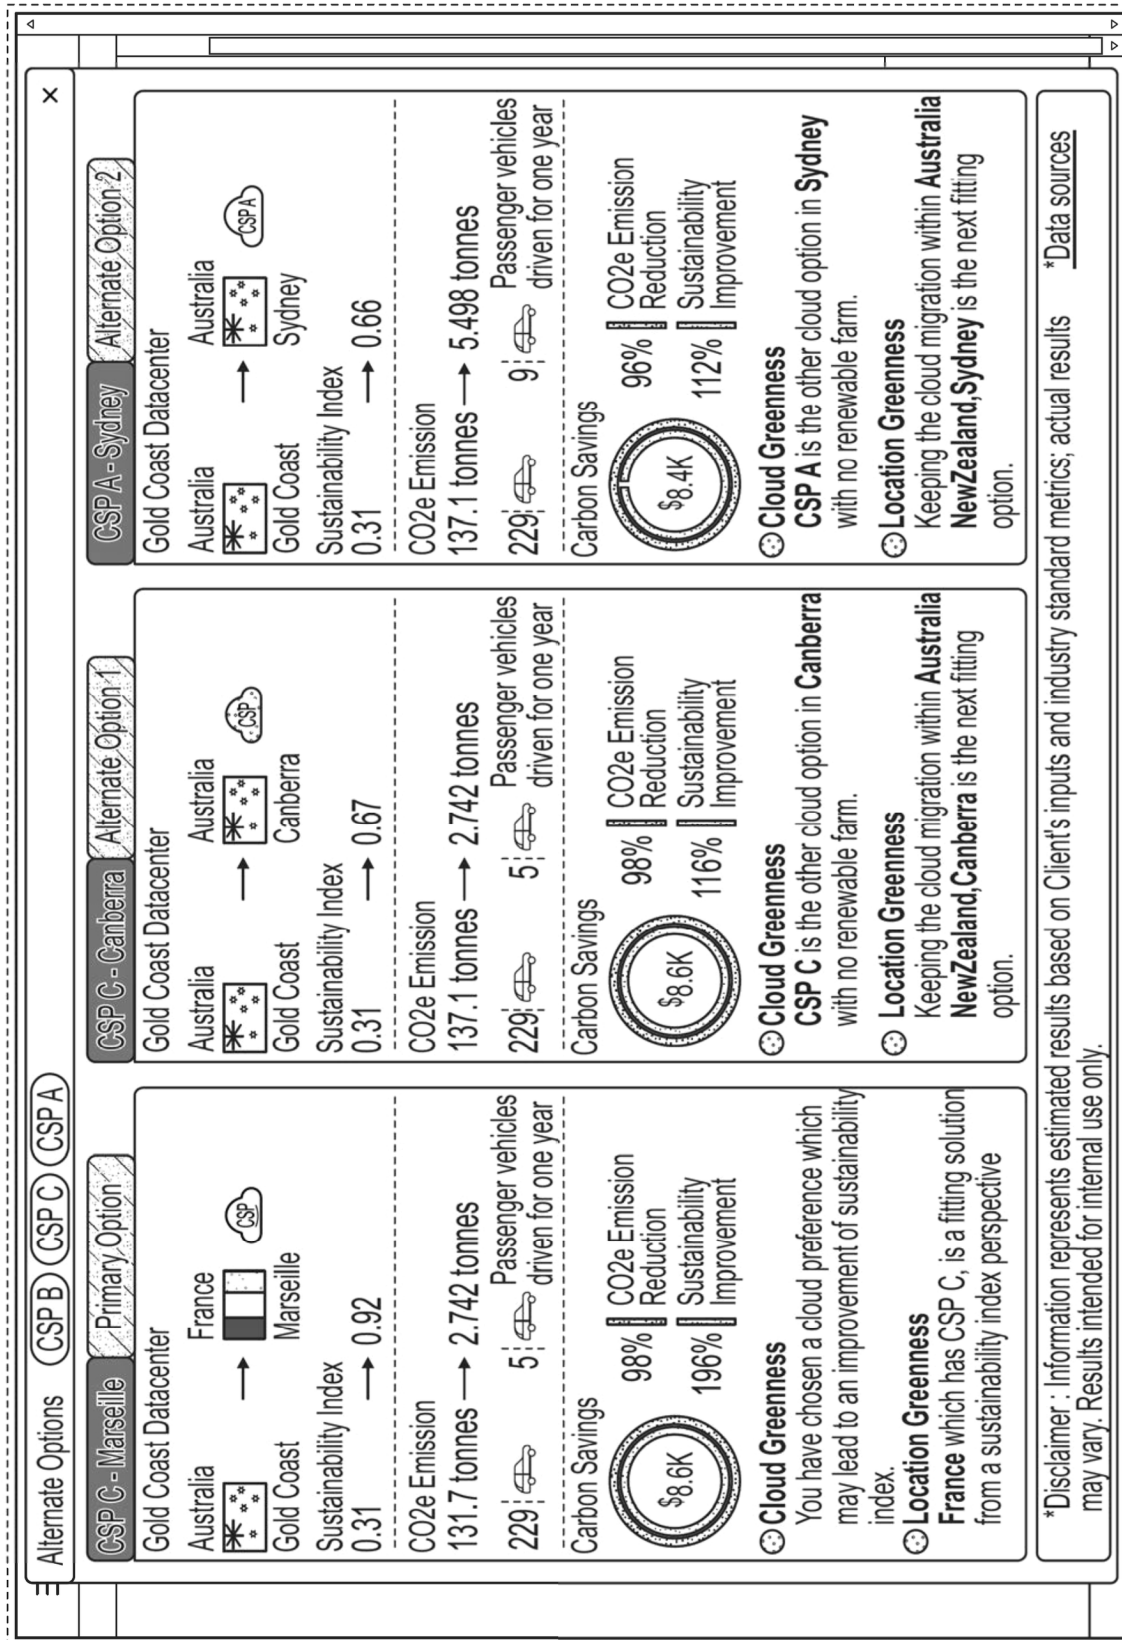 Alternate Options CSP B CSP C CSP A
CSP C - Marseille Primary Option
Gold Coast Datacenter
Australia France
CSP
Gold Coast Marseille
Sustainability Index
0.31 0.92
CO2e Emission
131.7 tonnes 2.742 tonnes
229 5 Passenger vehicles
driven for one year
Carbon Savings
$8.6K
98% CO2e Emission
Reduction
196% Sustainability
Improvement
Cloud Greenness
You have chosen a cloud preference which
may lead to an improvement of sustainability
index.
Location Greenness
France which has CSP C, is a fitting solution
from a sustainability index perspective
CSP C - Canberra Alternate Option 1
Gold Coast Datacenter
Australia Australia
CSP
Gold Coast Canberra
Sustainability Index
0.31 0.67
CO2e Emission
137.1 tonnes 2.742 tonnes
229 5 Passenger vehicles
driven for one year
Carbon Savings
$8.6K
98% CO2e Emission
Reduction
116% Sustainability
Improvement
Cloud Greenness
CSP C is the other cloud option in Canberra
with no renewable farm.
Location Greenness
Keeping the cloud migration within Australia
NewZealand,Canberra is the next fitting
option.
CSP A - Sydney Alternate Option 2
Gold Coast Datacenter
Australia Australia
CSP A
Gold Coast Sydney
Sustainability Index
0.31 0.66
CO2e Emission
137.1 tonnes 5.498 tonnes
229 9 Passenger vehicles
driven for one year
Carbon Savings
$8.4K
96% CO2e Emission
Reduction
112% Sustainability
Improvement
Cloud Greenness
CSP A is the other cloud option in Sydney
with no renewable farm.
Location Greenness
Keeping the cloud migration within Australia
NewZealand,Sydney is the next fitting
option.
*Disclaimer : Information represents estimated results based on Client's inputs and industry standard metrics; actual results
may vary. Results intended for internal use only.
*Data sources